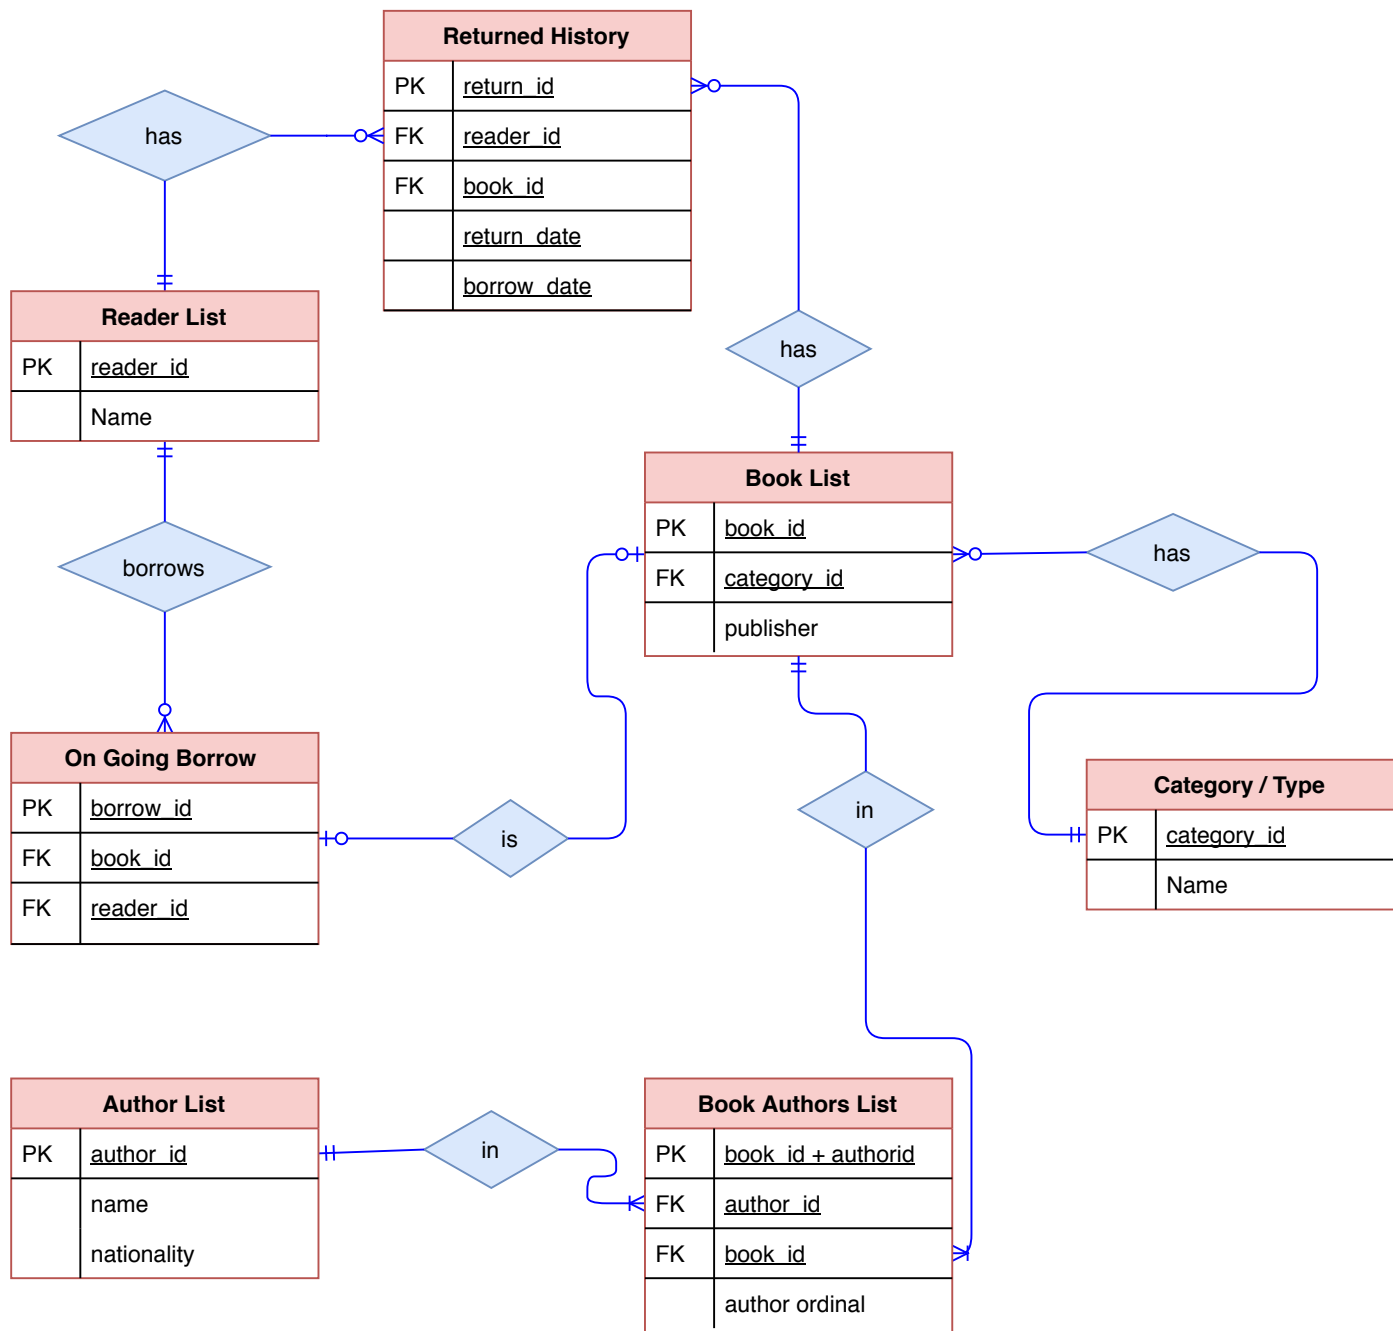 Returned History
PK return_id
FK reader_id
FK book_id
return_date
borrow_date
has
Reader List
PK reader_id
Name
has
borrows
Book List
PK book_id
FK category_id
publisher
has
On Going Borrow
PK borrow_id
FK book_id
FK reader_id
is
in
Category / Type
PK category_id
Name
Author List
PK author_id
name
nationality
in
Book Authors List
PK book_id + authorid
FK author_id
FK book_id
author ordinal